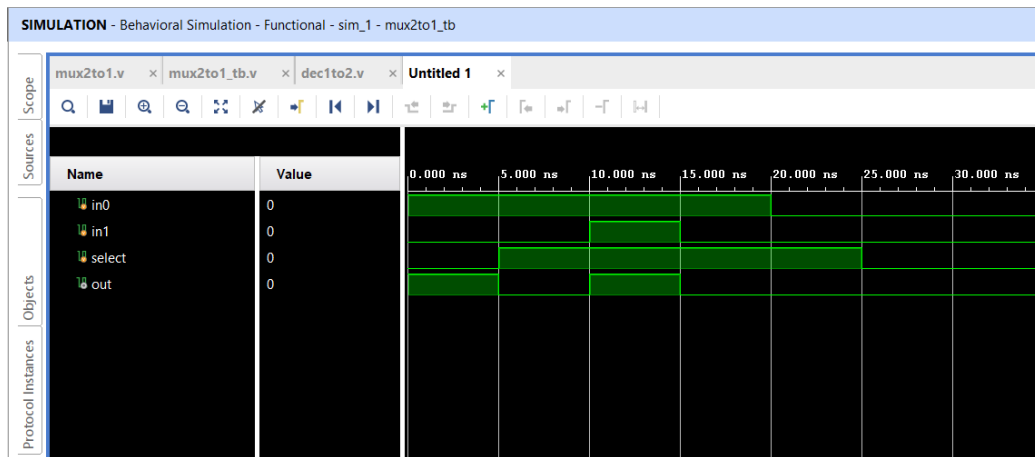 SIMULATION - Behavioral Simulation - Functional - sim_1 - mux2to1_tb
mux2to1.v × mux2to1_tb.v × dec1to2.v × Untitled 1 ×
Scope
Sources
Objects
Protocol Instances
Name Value
0.000 ns 5.000 ns 10.000 ns 15.000 ns 20.000 ns 25.000 ns 30.000 ns
in0 0
in1 0
select 0
out 0